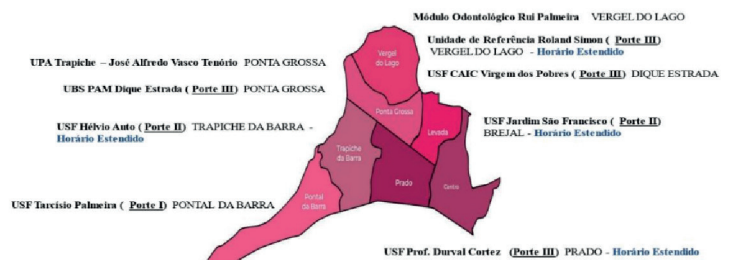 Módulo Odontológico Rui Palmeira VERGEL DO LAGO
Unidade de Referência Roland Simon ( Porte III)
VERGEL DO LAGO - Horário Estendido
UPA Trapiche – José Alfredo Vasco Tenório PONTA GROSSA
USF CAIC Virgem dos Pobres ( Porte III) DIQUE ESTRADA
UBS PAM Dique Estrada ( Porte III) PONTA GROSSA
USF Hélvio Auto ( Porte II) TRAPICHE DA BARRA -
Horário Estendido
USF Jardim São Francisco ( Porte II)
BREJAL - Horário Estendido
USF Tarcísio Palmeira ( Porte I) PONTAL DA BARRA
USF Prof. Durval Cortez (Porte III) PRADO - Horário Estendido
Vergel
do Lago
Ponta Grossa
Levada
Trapiche
da Barra
Prado
Centro
Pontal
da Barra